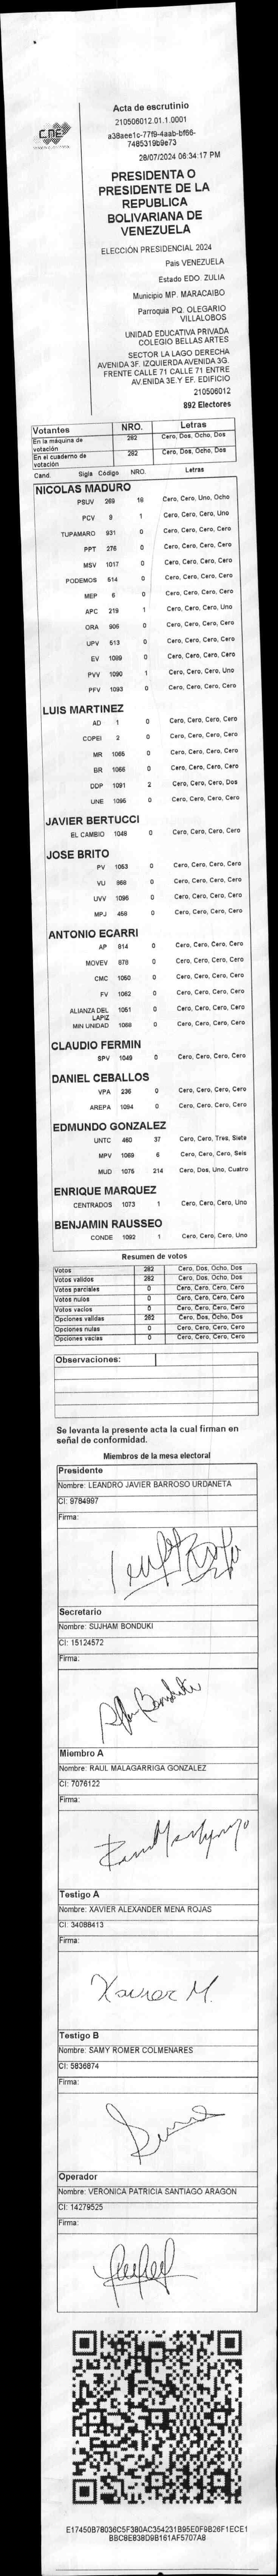 Acta de escrutinio
210506012.01.1.0001
a38aee1c-77f9-4aab-bf66-
7485319b9e73
28/07/2024 06:34:17 PM
CNE
PRESIDENTA O
PRESIDENTE DE LA
REPUBLICA
BOLIVARIANA DE
VENEZUELA
ELECCIÓN PRESIDENCIAL 2024
Pais VENEZUELA
Estado EDO. ZULIA
Municipio MP. MARACAIBO
Parroquia PQ. OLEGARIO
VILLALOBOS
UNIDAD EDUCATIVA PRIVADA
COLEGIO BELLAS ARTES
SECTOR LA LAGO DERECHA
AVENIDA 3F. IZQUIERDA AVENIDA 3G.
FRENTE CALLE 71 CALLE 71 ENTRE
AVENIDA 3E.Y EF. EDIFICIO
210506012
892 Electores
Votantes NRO. Letras
En la máquina de votación 282 Cero, Dos, Ocho, Dos
En el cuaderno de votación 282 Cero, Dos, Ocho, Dos
Cand. Sigla Código NRO. Letras
NICOLAS MADURO
PSUV 269 18 Cero, Cero, Uno, Ocho
PCV 9 1 Cero, Cero, Cero, Uno
TUPAMARO 931 0 Cero, Cero, Cero, Cero
PPT 276 0 Cero, Cero, Cero, Cero
MSV 1017 0 Cero, Cero, Cero, Cero
PODEMOS 514 0 Cero, Cero, Cero, Cero
MEP 6 0 Cero, Cero, Cero, Cero
APC 219 1 Cero, Cero, Cero, Uno
ORA 906 0 Cero, Cero, Cero, Cero
UPV 513 0 Cero, Cero, Cero, Cero
EV 1089 0 Cero, Cero, Cero, Cero
PVV 1090 1 Cero, Cero, Cero, Uno
PFV 1093 0 Cero, Cero, Cero, Cero
LUIS MARTINEZ
AD 1 0 Cero, Cero, Cero, Cero
COPEI 2 0 Cero, Cero, Cero, Cero
MR 1065 0 Cero, Cero, Cero, Cero
BR 1066 0 Cero, Cero, Cero, Cero
DDP 1091 2 Cero, Cero, Cero, Dos
UNE 1095 0 Cero, Cero, Cero, Cero
JAVIER BERTUCCI
EL CAMBIO 1048 0 Cero, Cero, Cero, Cero
JOSE BRITO
PV 1053 0 Cero, Cero, Cero, Cero
VU 968 0 Cero, Cero, Cero, Cero
UVV 1096 0 Cero, Cero, Cero, Cero
MPJ 458 0 Cero, Cero, Cero, Cero
ANTONIO ECARRI
AP 814 0 Cero, Cero, Cero, Cero
MOVEV 878 0 Cero, Cero, Cero, Cero
CMC 1050 0 Cero, Cero, Cero, Cero
FV 1062 0 Cero, Cero, Cero, Cero
ALIANZA DEL LAPIZ 1051 0 Cero, Cero, Cero, Cero
MIN UNIDAD 1068 0 Cero, Cero, Cero, Cero
CLAUDIO FERMIN
SPV 1049 0 Cero, Cero, Cero, Cero
DANIEL CEBALLOS
VPA 236 0 Cero, Cero, Cero, Cero
AREPA 1094 0 Cero, Cero, Cero, Cero
EDMUNDO GONZALEZ
UNTC 460 37 Cero, Cero, Tres, Siete
MPV 1069 6 Cero, Cero, Cero, Seis
MUD 1075 214 Cero, Dos, Uno, Cuatro
ENRIQUE MARQUEZ
CENTRADOS 1073 1 Cero, Cero, Cero, Uno
BENJAMIN RAUSSEO
CONDE 1092 1 Cero, Cero, Cero, Uno
Resumen de votos
Votos 282 Cero, Dos, Ocho, Dos
Votos validos 282 Cero, Dos, Ocho, Dos
Votos parciales 0 Cero, Cero, Cero, Cero
Votos nulos 0 Cero, Cero, Cero, Cero
Votos vacios 0 Cero, Cero, Cero, Cero
Opciones validas 282 Cero, Dos, Ocho, Dos
Opciones nulas 0 Cero, Cero, Cero, Cero
Opciones vacias 0 Cero, Cero, Cero, Cero
Observaciones:
Se levanta la presente acta la cual firman en
señal de conformidad.
Miembros de la mesa electoral
Presidente
Nombre: LEANDRO JAVIER BARROSO URDANETA
CI: 9784997
Firma:
Secretario
Nombre: SUJHAM BONDUKI
CI: 15124572
Firma:
Miembro A
Nombre: RAUL MALAGARRIGA GONZALEZ
CI: 7076122
Firma:
Testigo A
Nombre: XAVIER ALEXANDER MENA ROJAS
CI: 34088413
Firma:
Xavier M.
Testigo B
Nombre: SAMY ROMER COLMENARES
CI: 5836874
Firma:
Operador
Nombre: VERONICA PATRICIA SANTIAGO ARAGON
CI: 14279525
Firma:
E17450B78036C5F380AC354231B95E0F9B26F1ECE1
BBC8E838D9B161AF5707A8